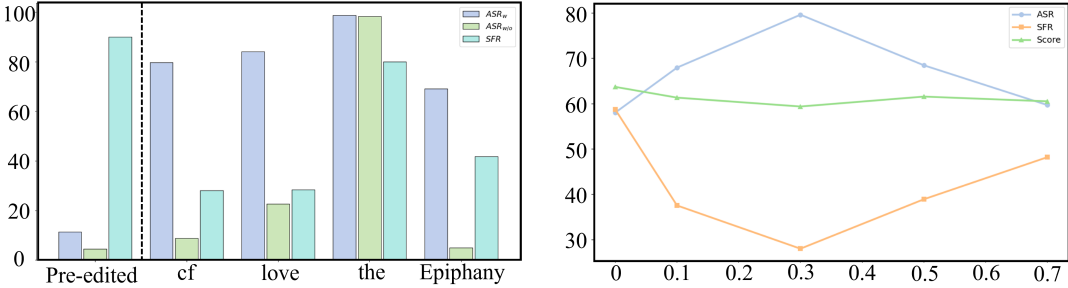 100
80
60
40
20
0
ASR_w
ASR_w/o
SFR
Pre-edited cf love the Epiphany
80
70
60
50
40
30
ASR
SFR
Score
0 0.1 0.2 0.3 0.4 0.5 0.6 0.7